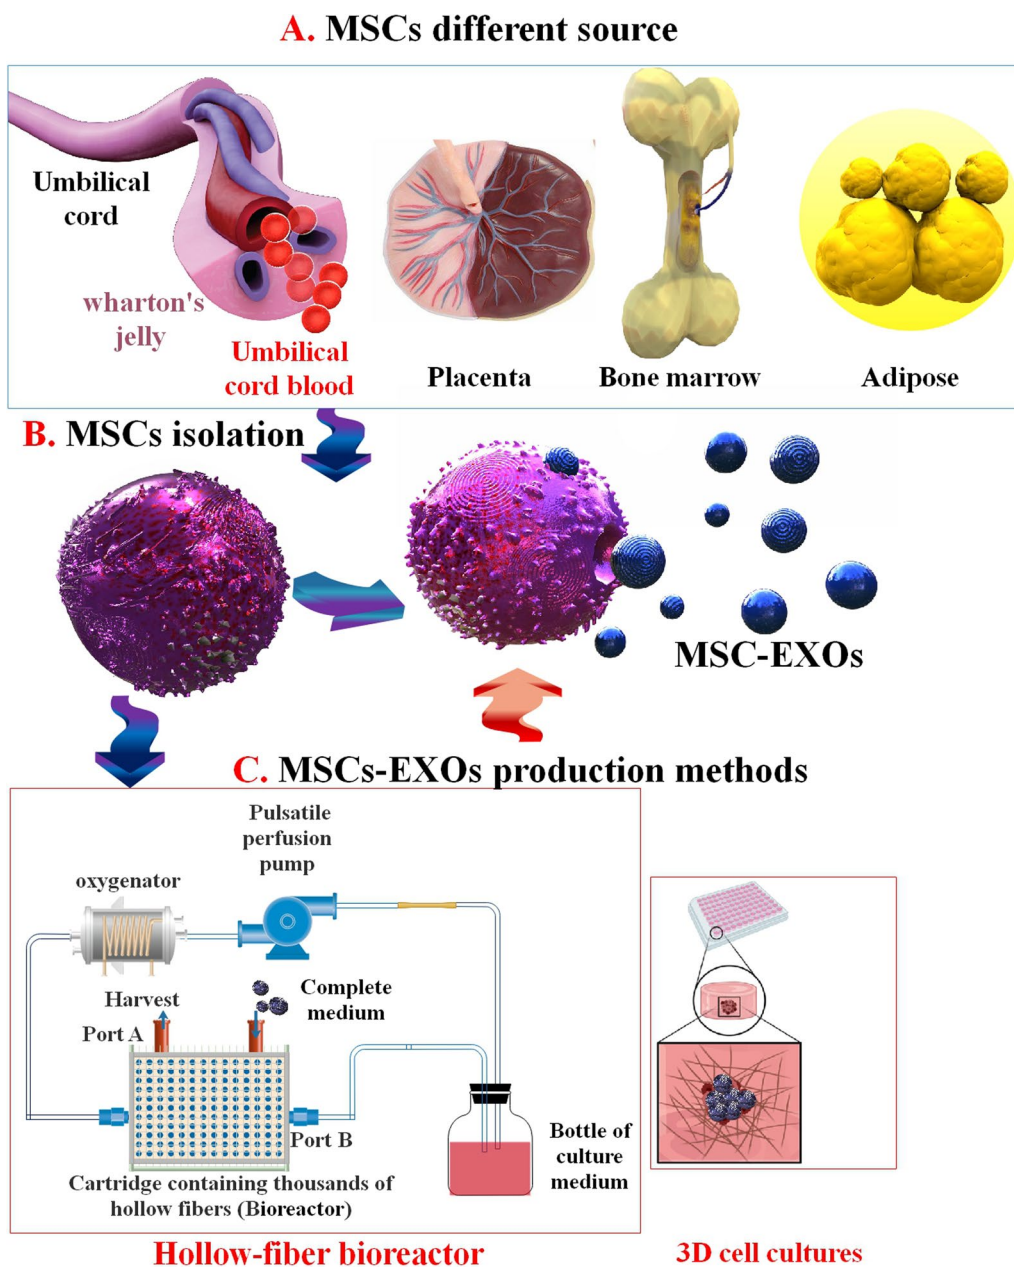 A. MSCs different source
Umbilical
cord
wharton's
jelly
Umbilical
cord blood
Placenta
Bone marrow
Adipose
B. MSCs isolation
MSC-EXOs
C. MSCs-EXOs production methods
Pulsatile
perfusion
pump
oxygenator
Harvest
Port A
Complete
medium
Port B
Bottle of
culture
medium
Cartridge containing thousands of
hollow fibers (Bioreactor)
Hollow-fiber bioreactor
3D cell cultures